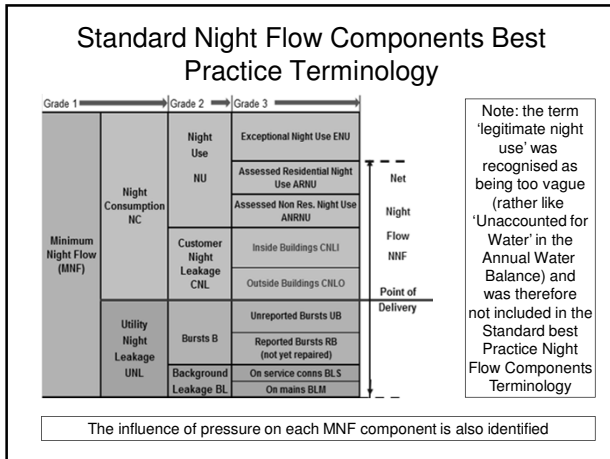 Standard Night Flow Components Best
Practice Terminology
Grade 1
Grade 2
Grade 3
Minimum
Night Flow
(MNF)
Night
Consumption
NC
Utility
Night
Leakage
UNL
Night
Use
NU
Customer
Night
Leakage
CNL
Bursts B
Background
Leakage BL
Exceptional Night Use ENU
Assessed Residential Night
Use ARNU
Assessed Non Res. Night Use
ANRNU
Inside Buildings CNLI
Outside Buildings CNLO
Unreported Bursts UB
Reported Bursts RB
(not yet repaired)
On service conns BLS
On mains BLM
Net
Night
Flow
NNF
Point of
Delivery
Note: the term
‘legitimate night
use’ was
recognised as
being too vague
(rather like
‘Unaccounted for
Water’ in the
Annual Water
Balance) and
was therefore
not included in the
Standard best
Practice Night
Flow Components
Terminology
The influence of pressure on each MNF component is also identified